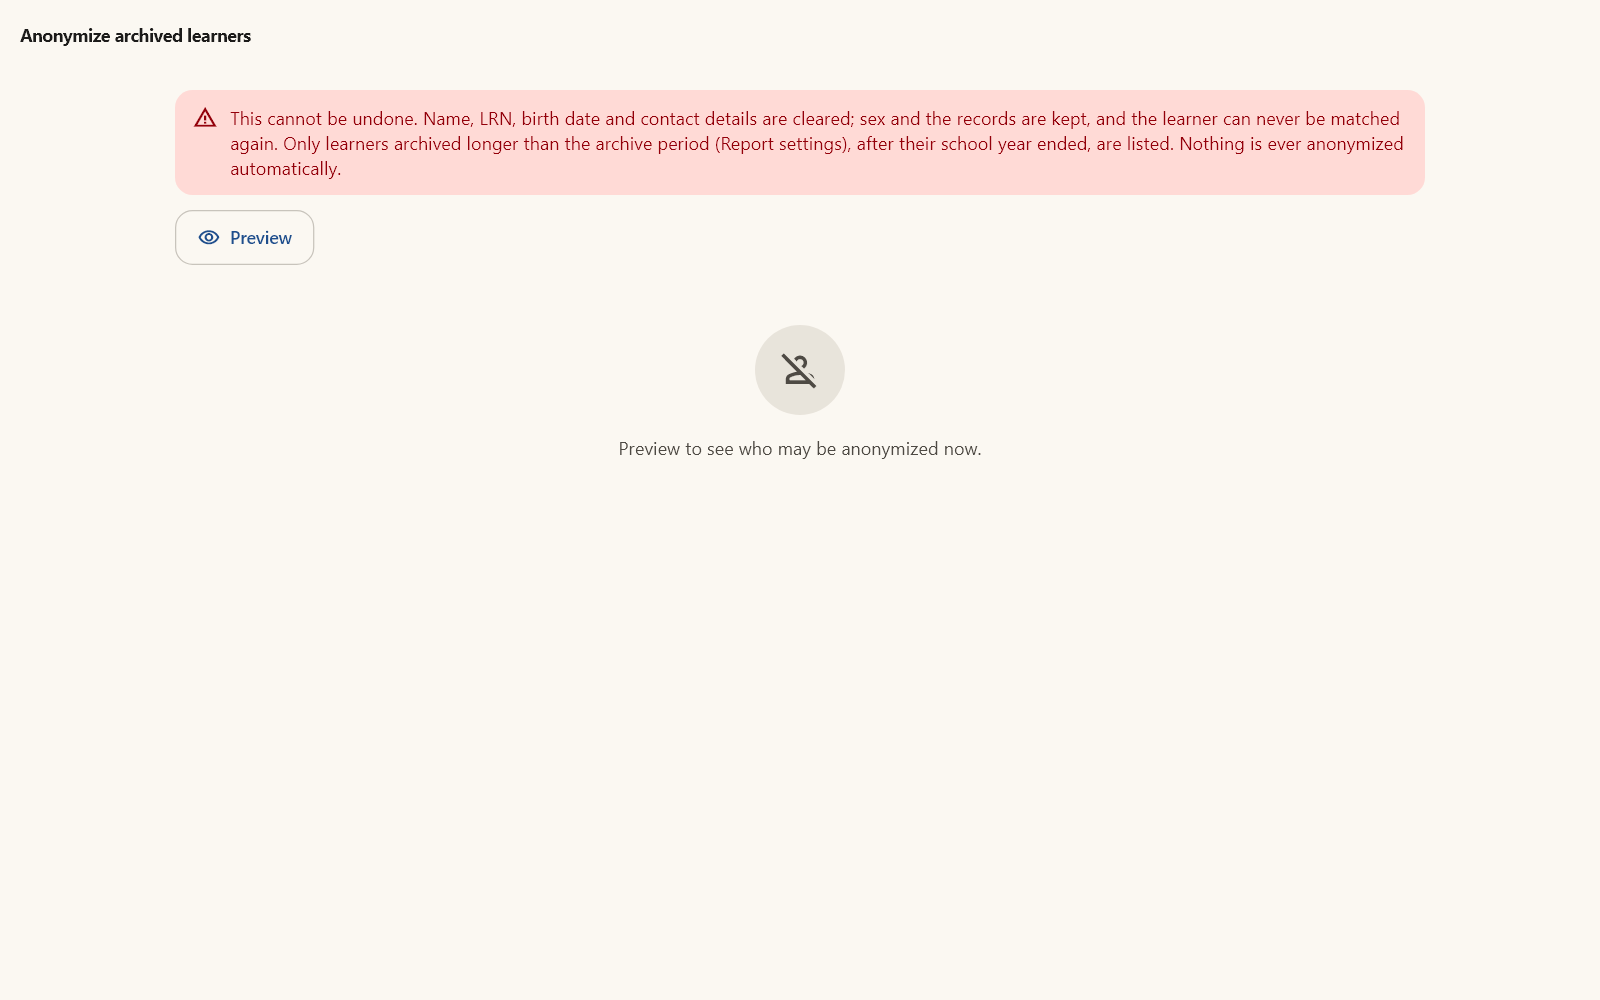 Anonymize archived learners
This cannot be undone. Name, LRN, birth date and contact details are cleared; sex and the records are kept, and the learner can never be matched
again. Only learners archived longer than the archive period (Report settings), after their school year ended, are listed. Nothing is ever anonymized
automatically.
Preview
Preview to see who may be anonymized now.